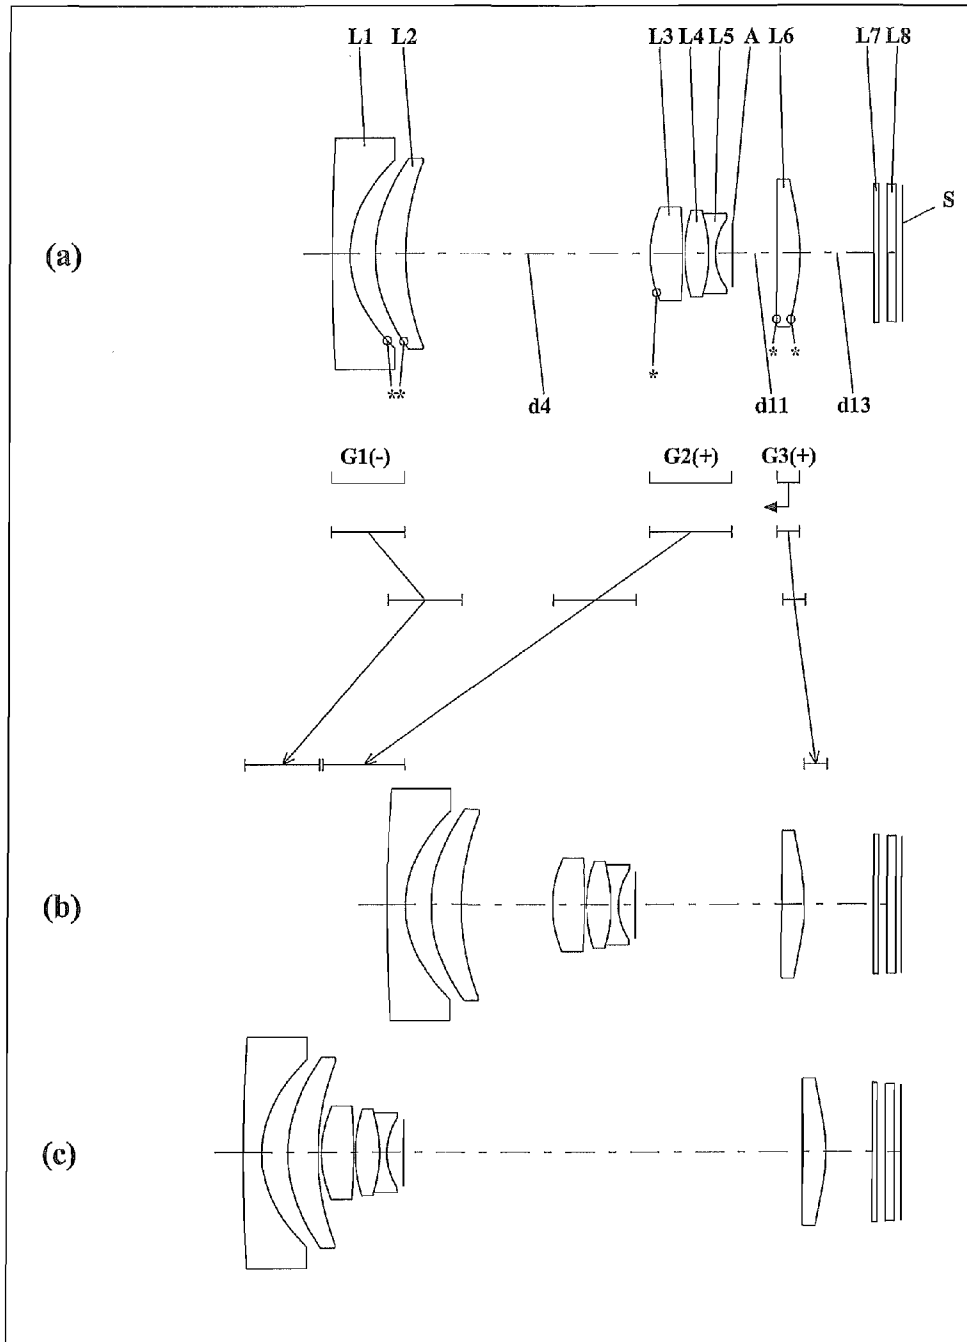 L1 L2 L3 L4 L5 A L6 L7 L8
S
(a)
* * * * *
d4 d11 d13
G1(-) G2(+) G3(+)
(b)
(c)